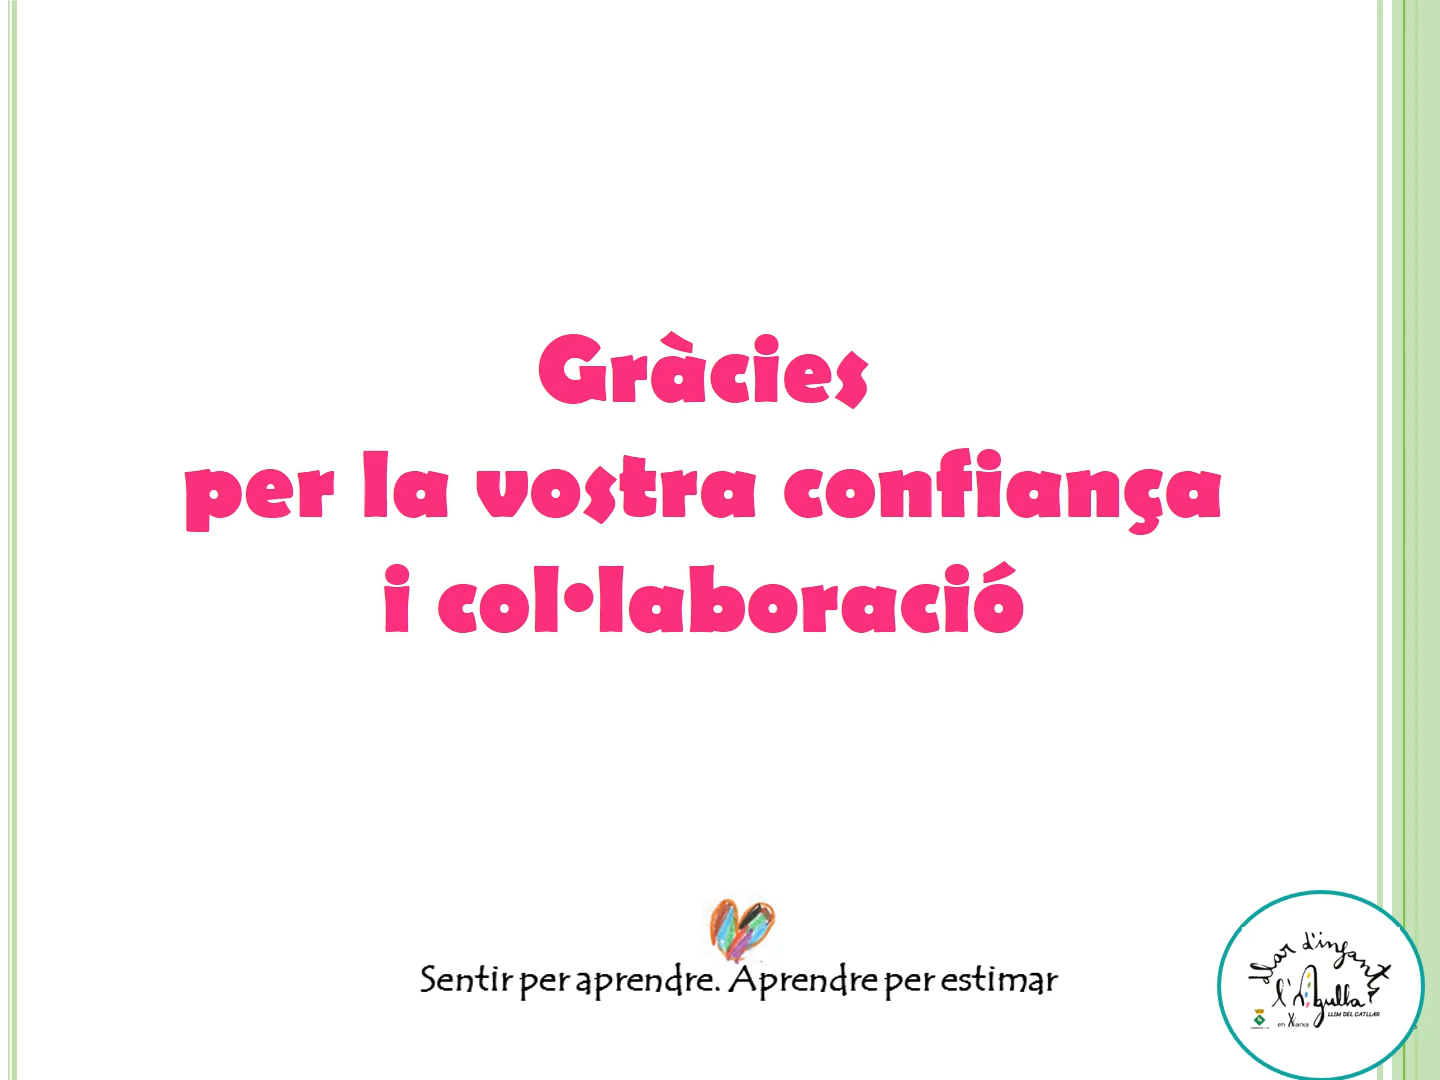 Gràcies
per la vostra confiança
i col•laboració
Sentir per aprendre. Aprendre per estimar
llar d'infants
l'Agulla
LLIM DEL CATLLAR
en Xarxa